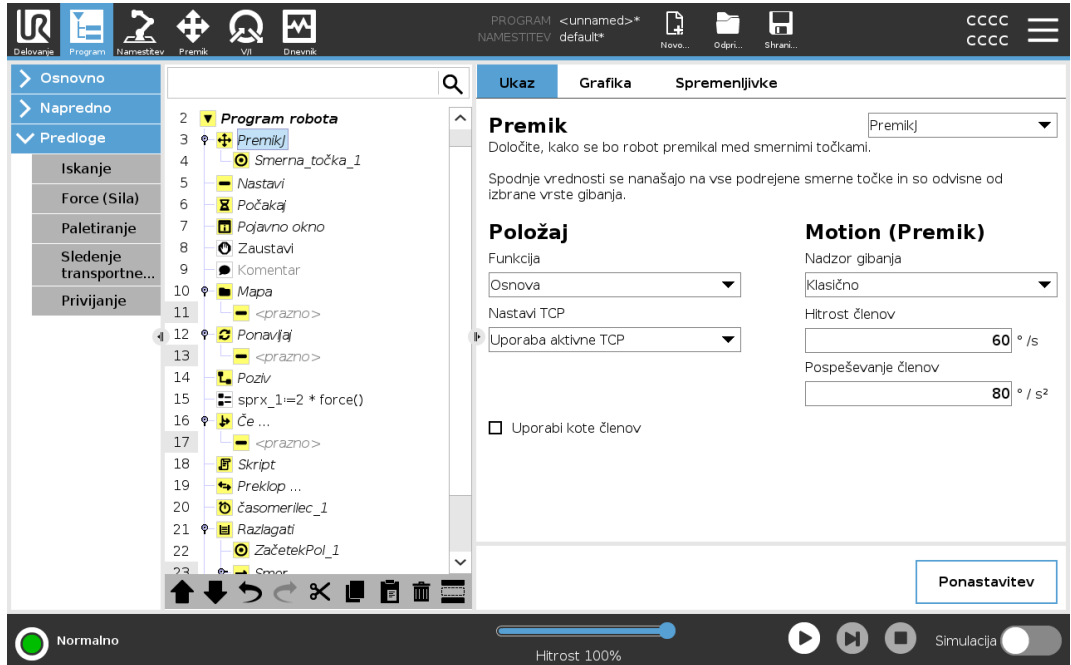 PROGRAM <unnamed>*
NAMESTITEV default*
CCCC
CCCC
Delovanje Program Namestitev Premik V/I Dnevnik Novo... Odpri... Shrani...
Osnovno
Napredno
Predloge
Iskanje
Force (Sila)
Paletiranje
Sledenje
transportne...
Privijanje
2 Program robota
3 PremikJ
4 Smerna_točka_1
5 Nastavi
6 Počakaj
7 Pojavno okno
8 Zaustavi
9 Komentar
10 Mapa
11 <prazno>
12 Ponavljaj
13 <prazno>
14 Poziv
15 sprx_1≔2 * force()
16 Če ...
17 <prazno>
18 Skript
19 Preklop ...
20 časomerilec_1
21 Razlagati
22 ZačetekPol_1
23 Smer
Ukaz Grafika Spremenljivke
Premik PremikJ
Določite, kako se bo robot premikal med smernimi točkami.
Spodnje vrednosti se nanašajo na vse podrejene smerne točke in so odvisne od
izbrane vrste gibanja.
Položaj
Funkcija
Osnova
Nastavi TCP
Uporaba aktivne TCP
Uporabi kote členov
Motion (Premik)
Nadzor gibanja
Klasično
Hitrost členov
60 ° /s
Pospeševanje členov
80 ° / s²
Ponastavitev
Normalno
Hitrost 100%
Simulacija